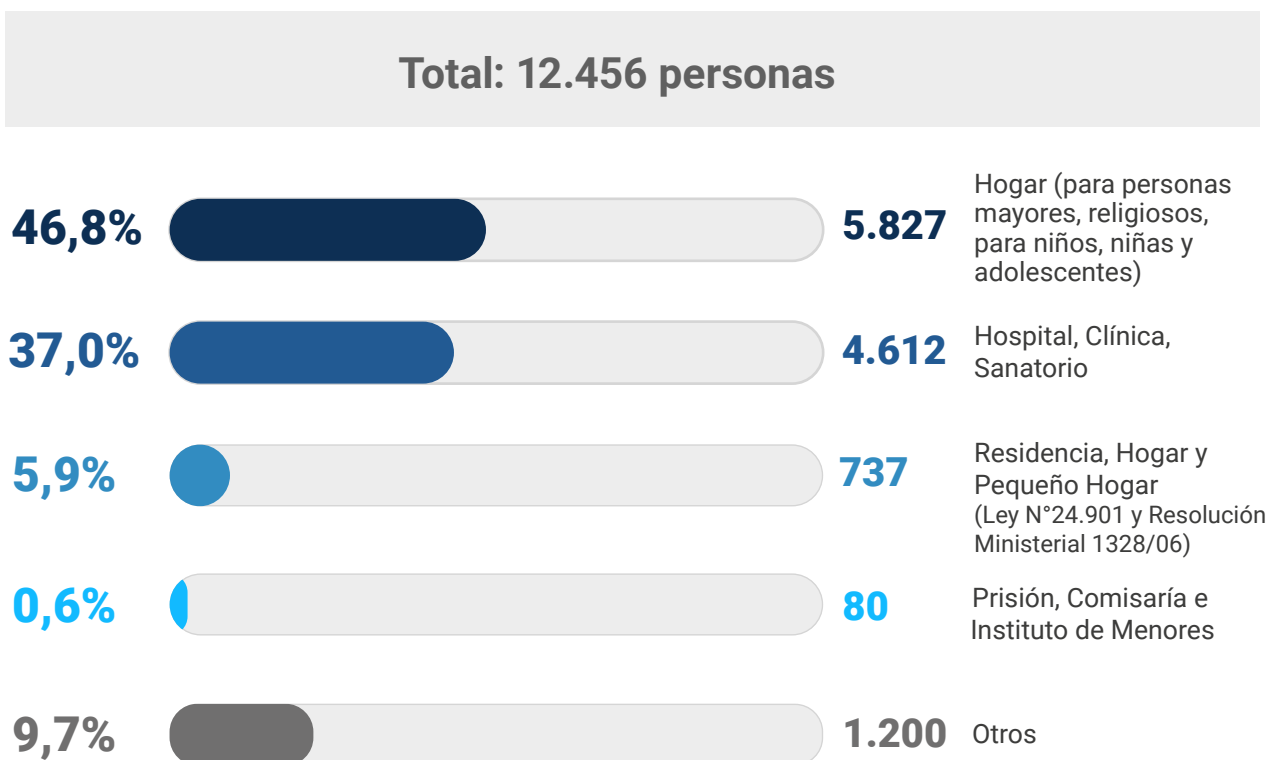 Total: 12.456 personas
46,8%
5.827
Hogar (para personas
mayores, religiosos,
para niños, niñas y
adolescentes)
37,0%
4.612
Hospital, Clínica,
Sanatorio
5,9%
737
Residencia, Hogar y
Pequeño Hogar
(Ley N°24.901 y Resolución
Ministerial 1328/06)
0,6%
80
Prisión, Comisaría e
Instituto de Menores
9,7%
1.200
Otros